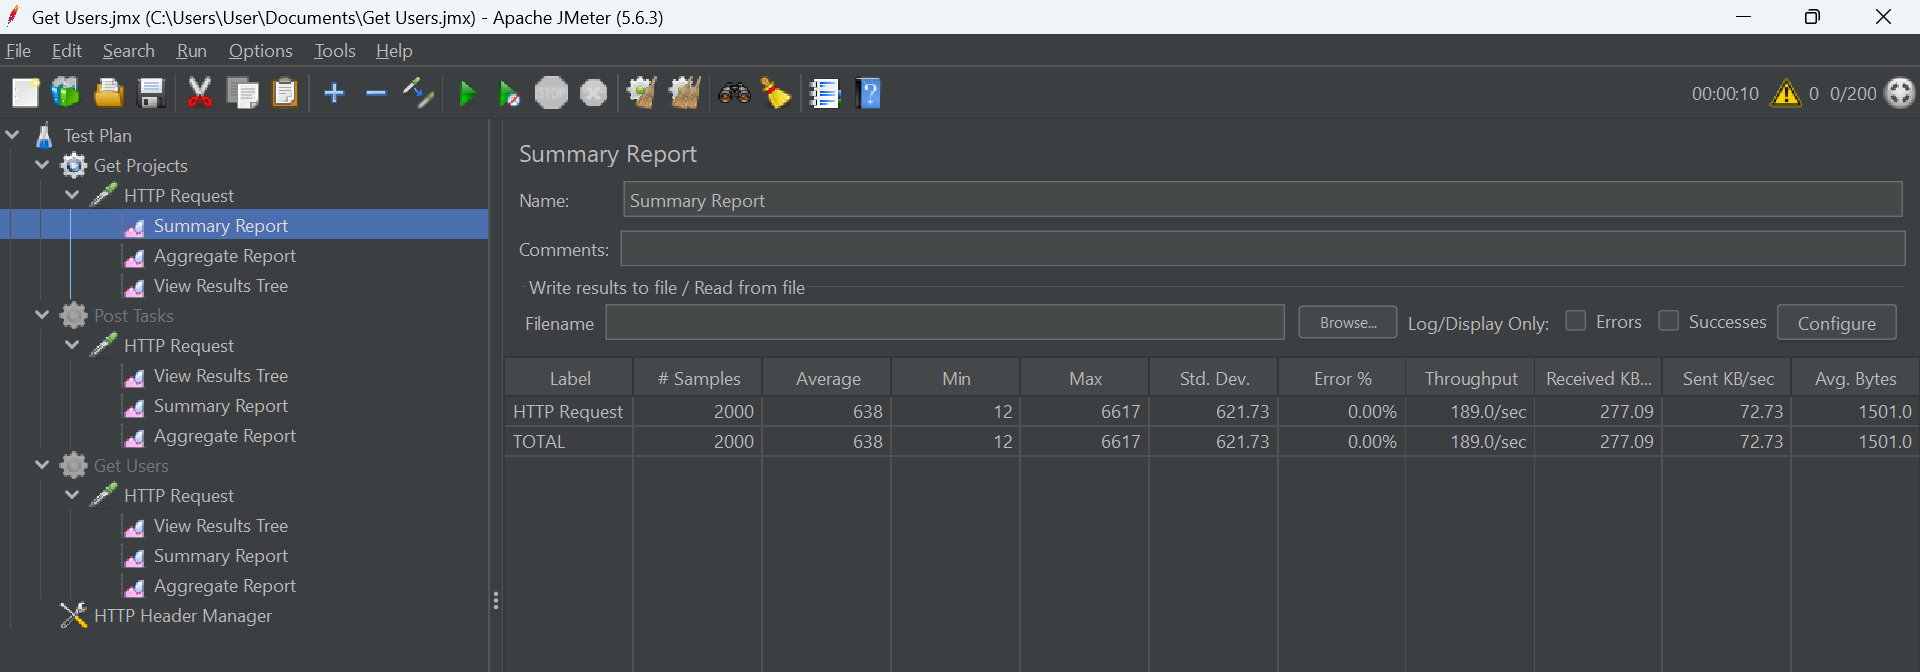 Get Users.jmx (C:\Users\User\Documents\Get Users.jmx) - Apache JMeter (5.6.3)
File Edit Search Run Options Tools Help
STOP ? 00:00:10 0 0/200
Test Plan
Get Projects
HTTP Request
Summary Report
Aggregate Report
View Results Tree
Post Tasks
HTTP Request
View Results Tree
Summary Report
Aggregate Report
Get Users
HTTP Request
View Results Tree
Summary Report
Aggregate Report
HTTP Header Manager
Summary Report
Name: Summary Report
Comments:
Write results to file / Read from file
Filename Browse... Log/Display Only: Errors Successes Configure
Label # Samples Average Min Max Std. Dev. Error % Throughput Received KB... Sent KB/sec Avg. Bytes
HTTP Request 2000 638 12 6617 621.73 0.00% 189.0/sec 277.09 72.73 1501.0
TOTAL 2000 638 12 6617 621.73 0.00% 189.0/sec 277.09 72.73 1501.0